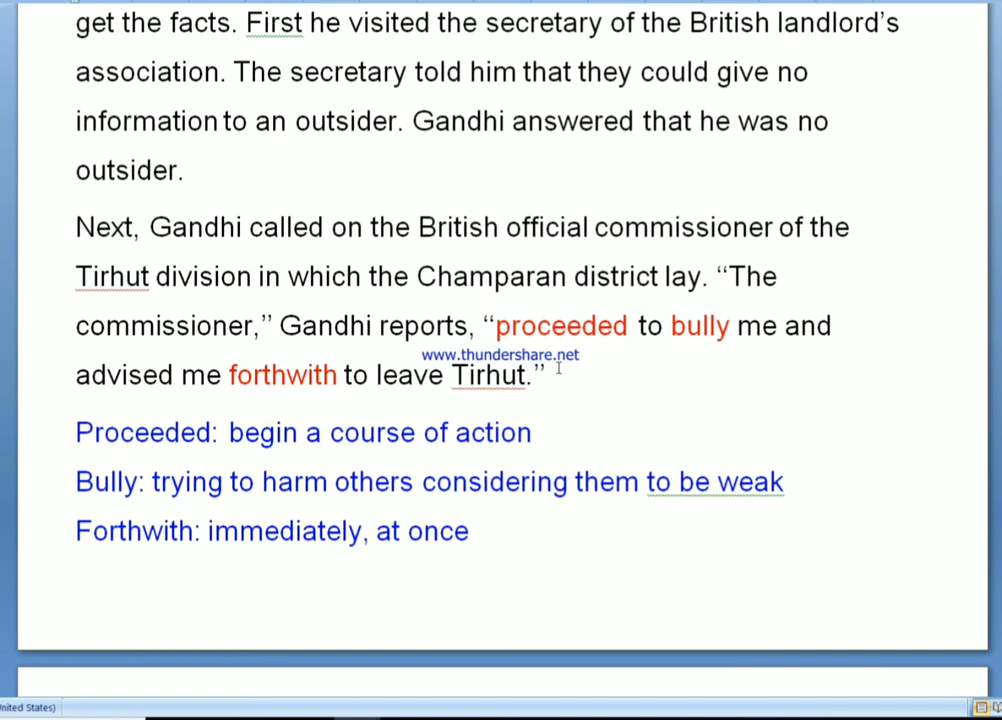 get the facts. First he visited the secretary of the British landlord’s
association. The secretary told him that they could give no
information to an outsider. Gandhi answered that he was no
outsider.
Next, Gandhi called on the British official commissioner of the
Tirhut division in which the Champaran district lay. “The
commissioner,” Gandhi reports, “proceeded to bully me and
www.thundershare.net
advised me forthwith to leave Tirhut.”
Proceeded: begin a course of action
Bully: trying to harm others considering them to be weak
Forthwith: immediately, at once
United States)